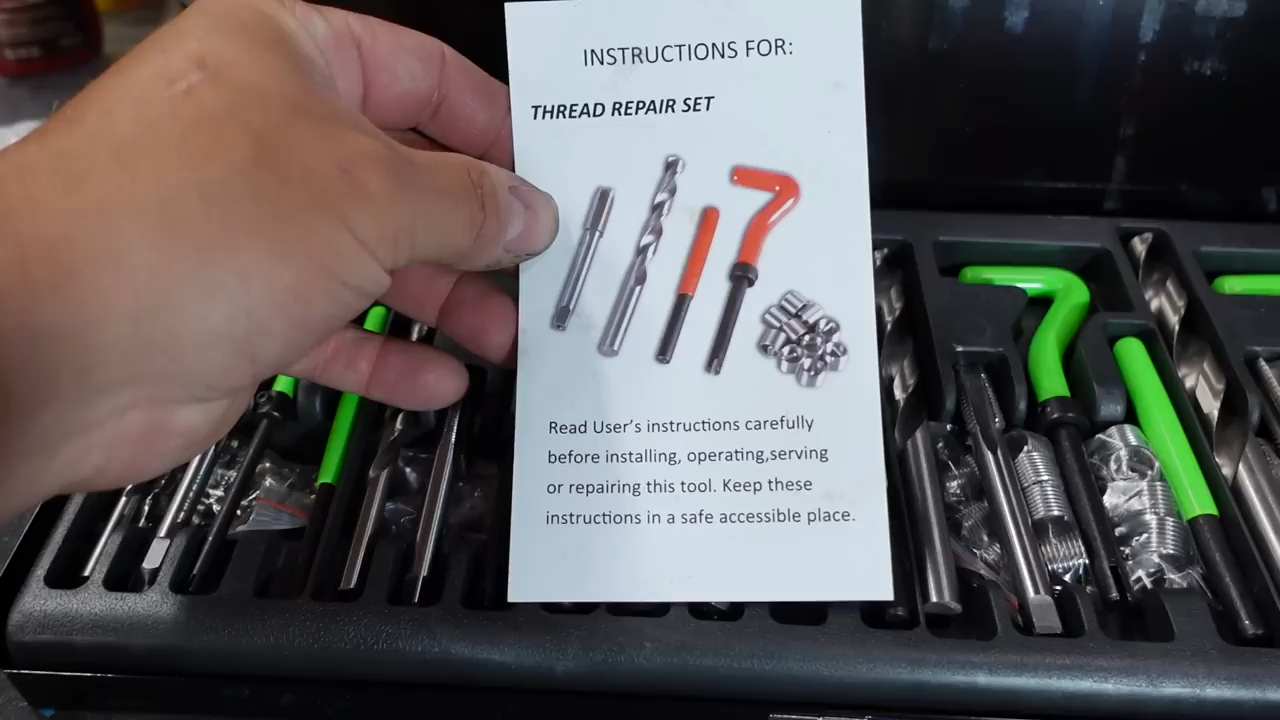 INSTRUCTIONS FOR:
THREAD REPAIR SET
Read User's instructions carefully
before installing, operating,serving
or repairing this tool. Keep these
instructions in a safe accessible place.